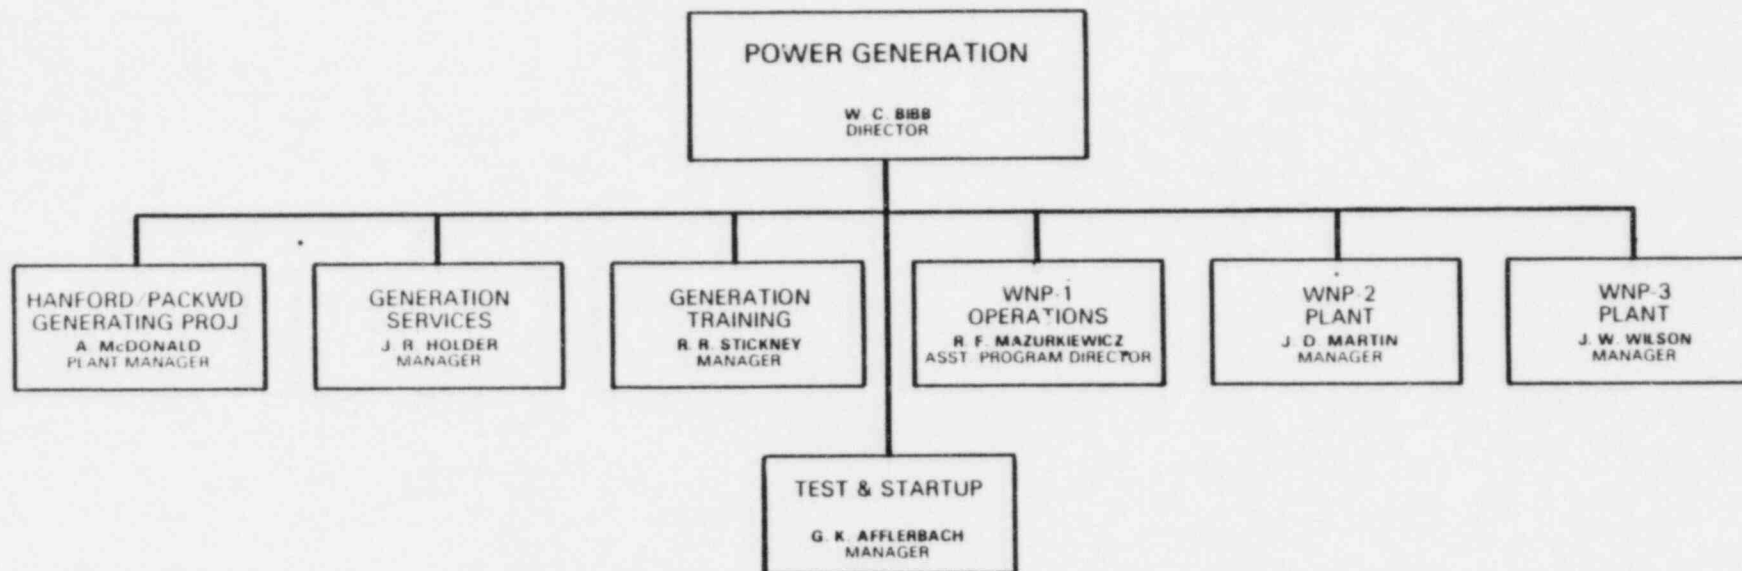 POWER GENERATION
W. C. BIBB
DIRECTOR
HANFORD/PACKWD
GENERATING PROJ
A. McDONALD
PLANT MANAGER
GENERATION
SERVICES
J. R. HOLDER
MANAGER
GENERATION
TRAINING
R. R. STICKNEY
MANAGER
WNP-1
OPERATIONS
R. F. MAZURKIEWICZ
ASST. PROGRAM DIRECTOR
WNP-2
PLANT
J. D. MARTIN
MANAGER
WNP-3
PLANT
J. W. WILSON
MANAGER
TEST & STARTUP
G. K. AFFLERBACH
MANAGER